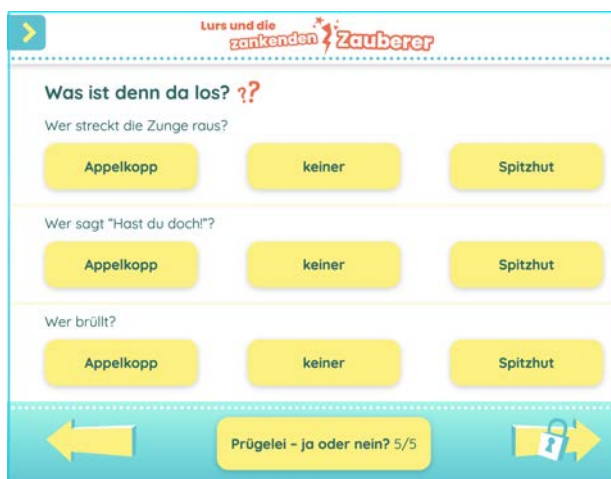 Lurs und die
zankenden Zauberer
Was ist denn da los? ??
Wer streckt die Zunge raus?
Appelkopp keiner Spitzhut
Wer sagt "Hast du doch!"?
Appelkopp keiner Spitzhut
Wer brüllt?
Appelkopp keiner Spitzhut
Prügelei – ja oder nein? 5/5